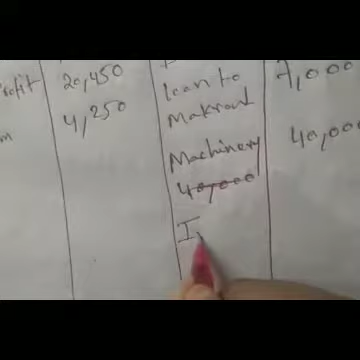 rofit 20,450 Loan to 7,000
4,250 Makrand
m
Machinery 40,000
40,000
I